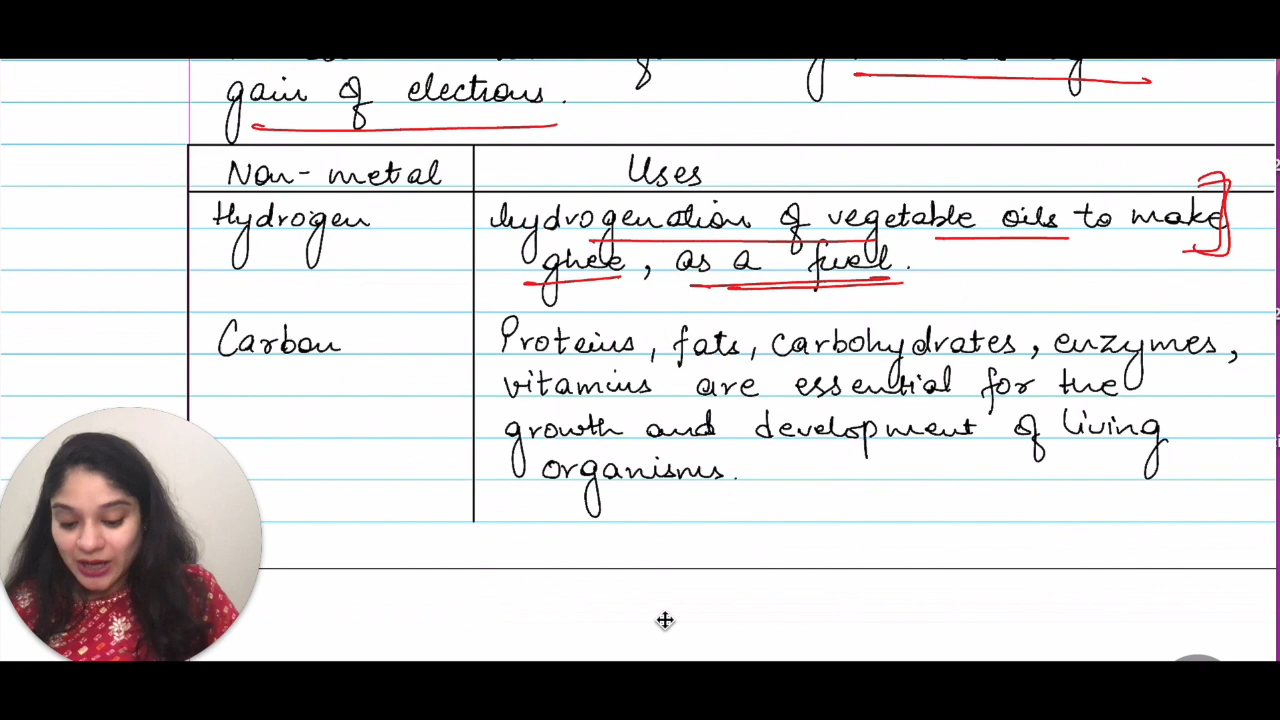 gain of electrons.
Non-metal Uses
Hydrogen hydrogenation of vegetable oils to make
ghee, as a fuel.
Carbon Proteins, fats, carbohydrates, enzymes,
vitamins are essential for the
growth and development of living
organisms.